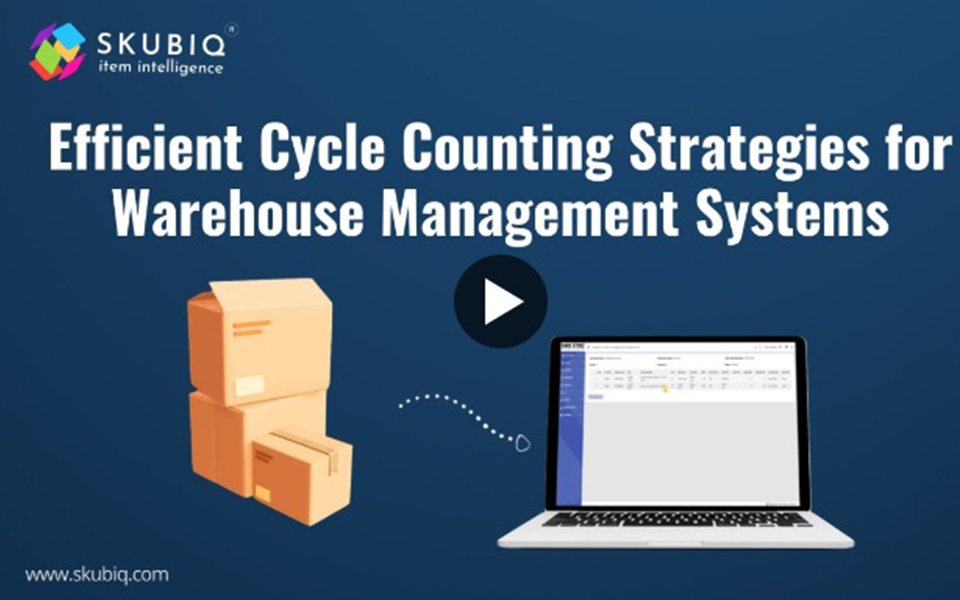 SKUBIQ
item intelligence
Efficient Cycle Counting Strategies for
Warehouse Management Systems
www.skubiq.com